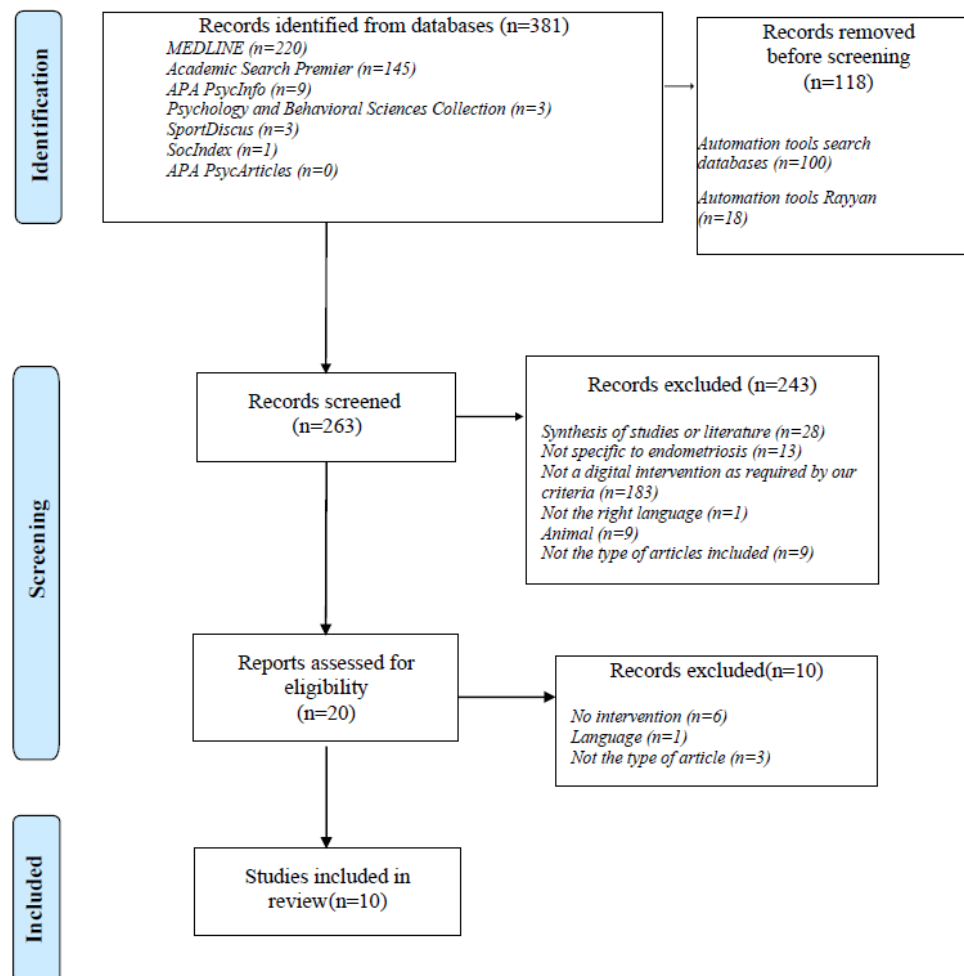 Identification
Records identified from databases (n=381)
MEDLINE (n=220)
Academic Search Premier (n=145)
APA PsycInfo (n=9)
Psychology and Behavioral Sciences Collection (n=3)
SportDiscus (n=3)
SocIndex (n=1)
APA PsycArticles (n=0)
Records removed
before screening
(n=118)
Automation tools search
databases (n=100)
Automation tools Rayyan
(n=18)
Screening
Records screened
(n=263)
Records excluded (n=243)
Synthesis of studies or literature (n=28)
Not specific to endometriosis (n=13)
Not a digital intervention as required by our
criteria (n=183)
Not the right language (n=1)
Animal (n=9)
Not the type of articles included (n=9)
Reports assessed for
eligibility
(n=20)
Records excluded(n=10)
No intervention (n=6)
Language (n=1)
Not the type of article (n=3)
Included
Studies included in
review(n=10)